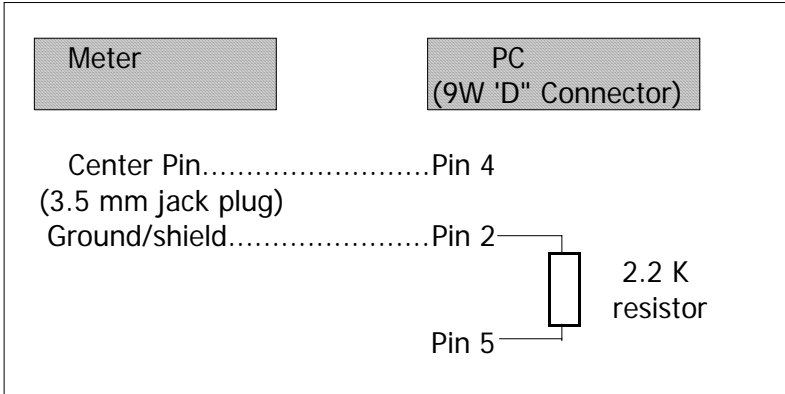 Meter
PC
(9W 'D" Connector)
Center Pin..........................Pin 4
(3.5 mm jack plug)
Ground/shield.......................Pin 2
2.2 K
resistor
Pin 5